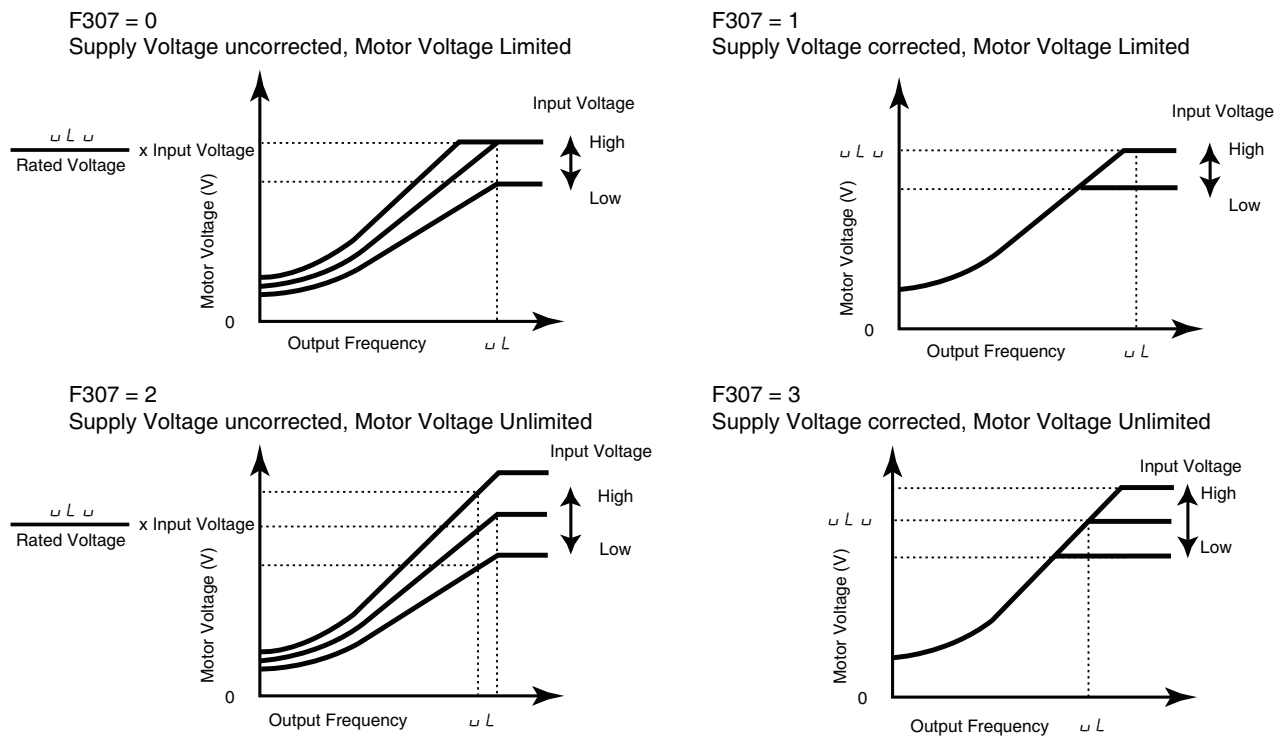 F307 = 0
Supply Voltage uncorrected, Motor Voltage Limited
Input Voltage
High
Low
ᴗ L ᴗ
Rated Voltage
x Input Voltage
Motor Voltage (V)
0
Output Frequency
ᴗ L
F307 = 1
Supply Voltage corrected, Motor Voltage Limited
Input Voltage
High
Low
ᴗ L ᴗ
Motor Voltage (V)
0
Output Frequency
ᴗ L
F307 = 2
Supply Voltage uncorrected, Motor Voltage Unlimited
Input Voltage
High
Low
ᴗ L ᴗ
Rated Voltage
x Input Voltage
Motor Voltage (V)
0
Output Frequency
ᴗ L
F307 = 3
Supply Voltage corrected, Motor Voltage Unlimited
Input Voltage
High
Low
ᴗ L ᴗ
Motor Voltage (V)
0
Output Frequency
ᴗ L